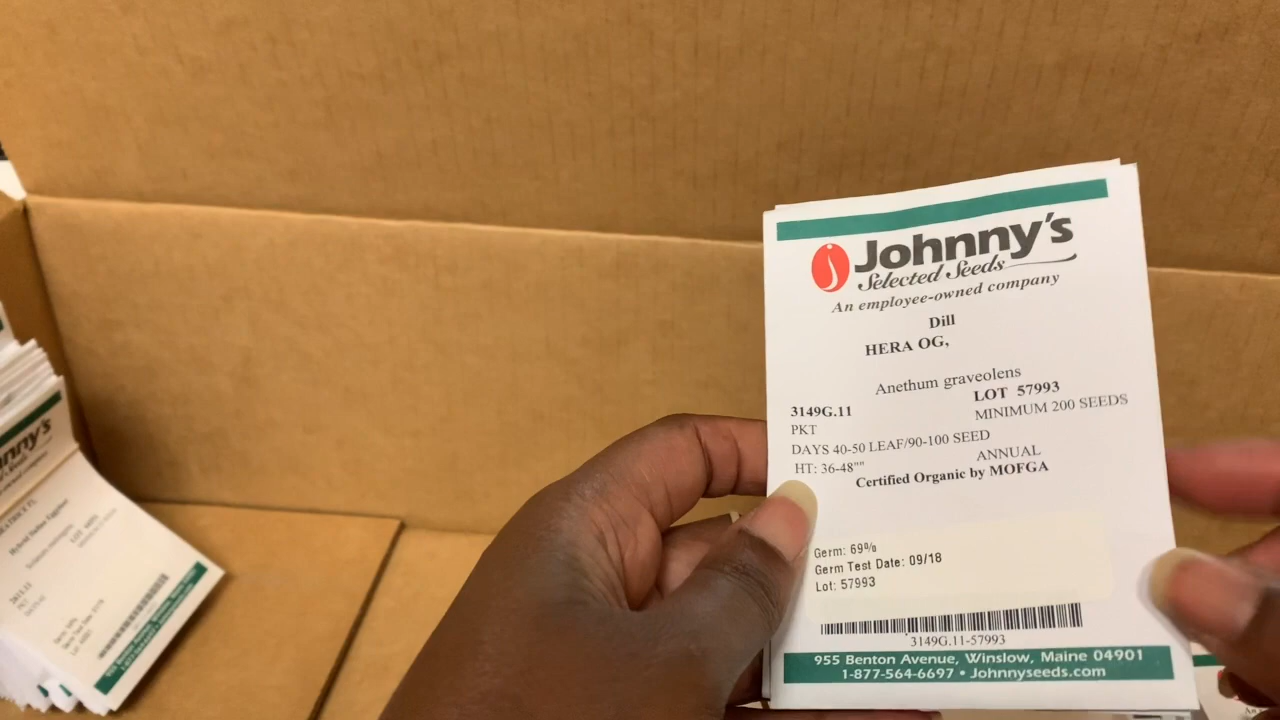 Johnny's
Selected Seeds
An employee-owned company
Dill
HERA OG,
Anethum graveolens
3149G.11 LOT 57993
PKT MINIMUM 200 SEEDS
DAYS 40-50 LEAF/90-100 SEED
HT: 36-48"" ANNUAL
Certified Organic by MOFGA
Germ: 69%
Germ Test Date: 09/18
Lot: 57993
3149G.11-57993
955 Benton Avenue, Winslow, Maine 04901
1-877-564-6697 • Johnnyseeds.com
nny's